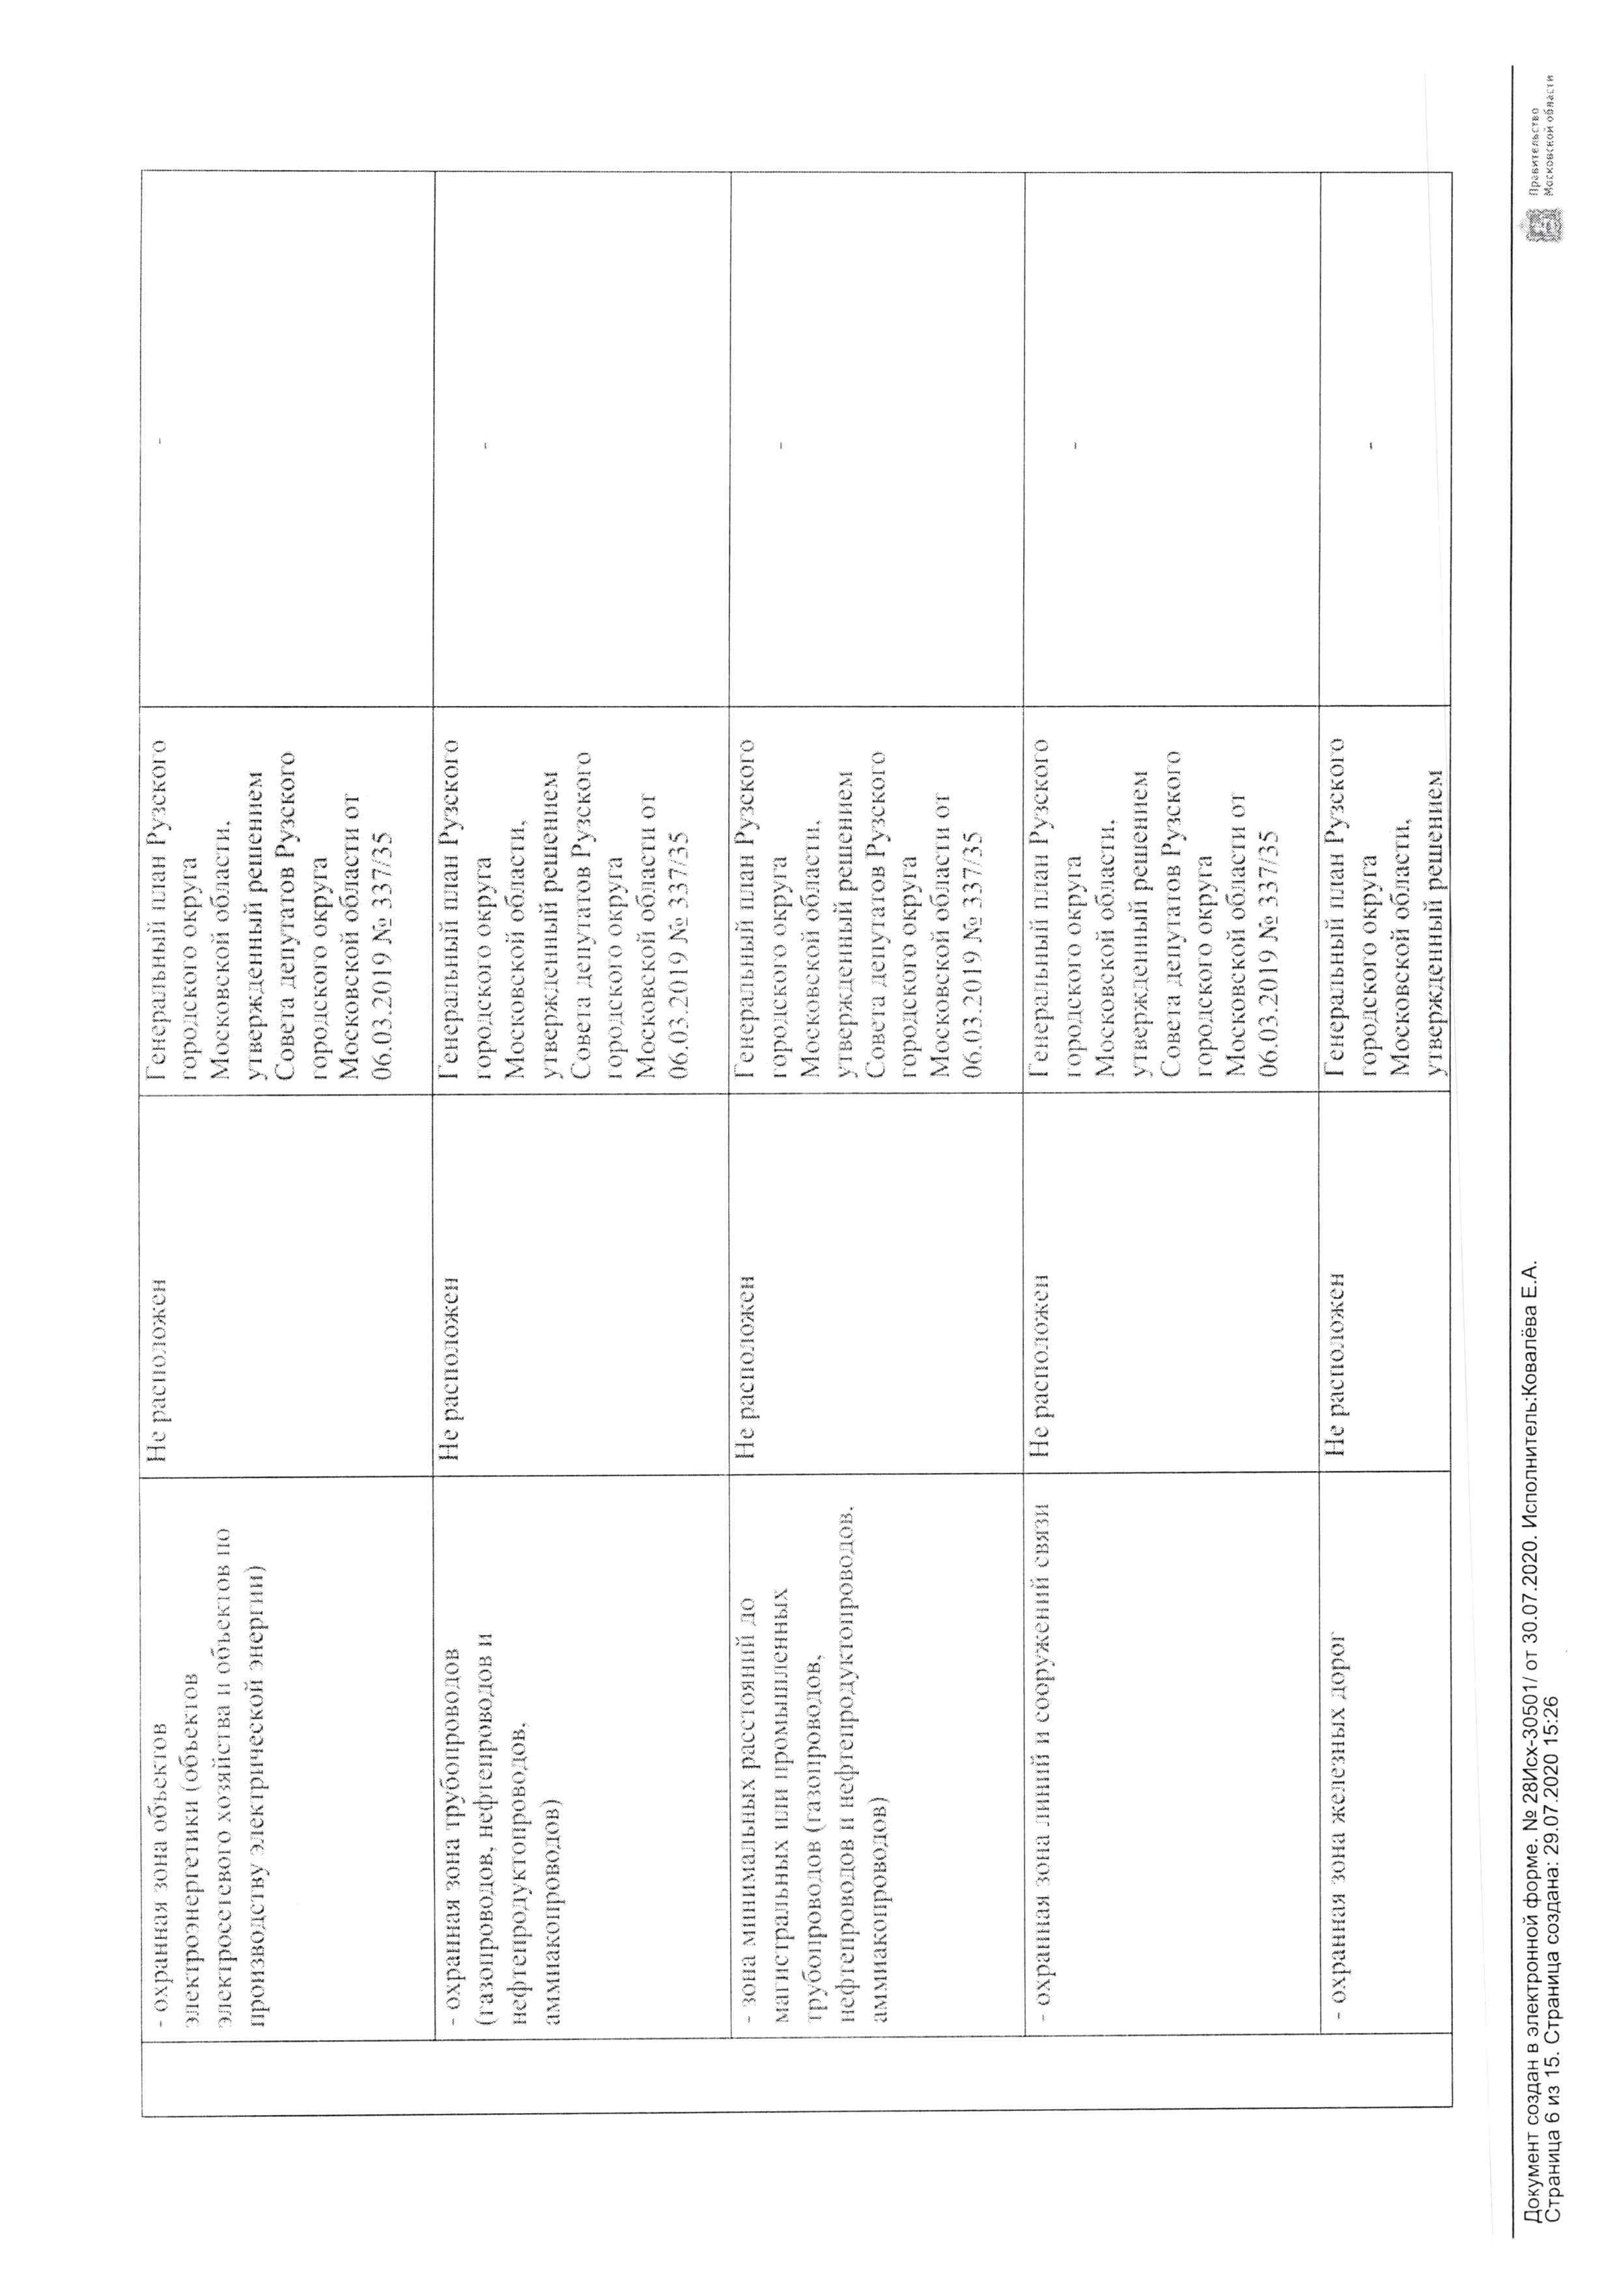 - охранная зона объектов
электроэнергетики (объектов
электросетевого хозяйства и объектов по
производству электрической энергии)
Не расположен
Генеральный план Рузского
городского округа
Московской области,
утвержденный решением
Совета депутатов Рузского
городского округа
Московской области от
06.03.2019 № 337/35
-
- охранная зона трубопроводов
(газопроводов, нефтепроводов и
нефтепродуктопроводов,
аммиакопроводов)
Не расположен
Генеральный план Рузского
городского округа
Московской области,
утвержденный решением
Совета депутатов Рузского
городского округа
Московской области от
06.03.2019 № 337/35
-
- зона минимальных расстояний до
магистральных или промышленных
трубопроводов (газопроводов,
нефтепроводов и нефтепродуктопроводов,
аммиакопроводов)
Не расположен
Генеральный план Рузского
городского округа
Московской области,
утвержденный решением
Совета депутатов Рузского
городского округа
Московской области от
06.03.2019 № 337/35
-
- охранная зона линий и сооружений связи
Не расположен
Генеральный план Рузского
городского округа
Московской области,
утвержденный решением
Совета депутатов Рузского
городского округа
Московской области от
06.03.2019 № 337/35
-
- охранная зона железных дорог
Не расположен
Генеральный план Рузского
городского округа
Московской области,
утвержденный решением
-
Документ создан в электронной форме. № 28Исх-30501/ от 30.07.2020. Исполнитель:Ковалёва Е.А.
Страница 6 из 15. Страница создана: 29.07.2020 15:26
Правительство
Московской области